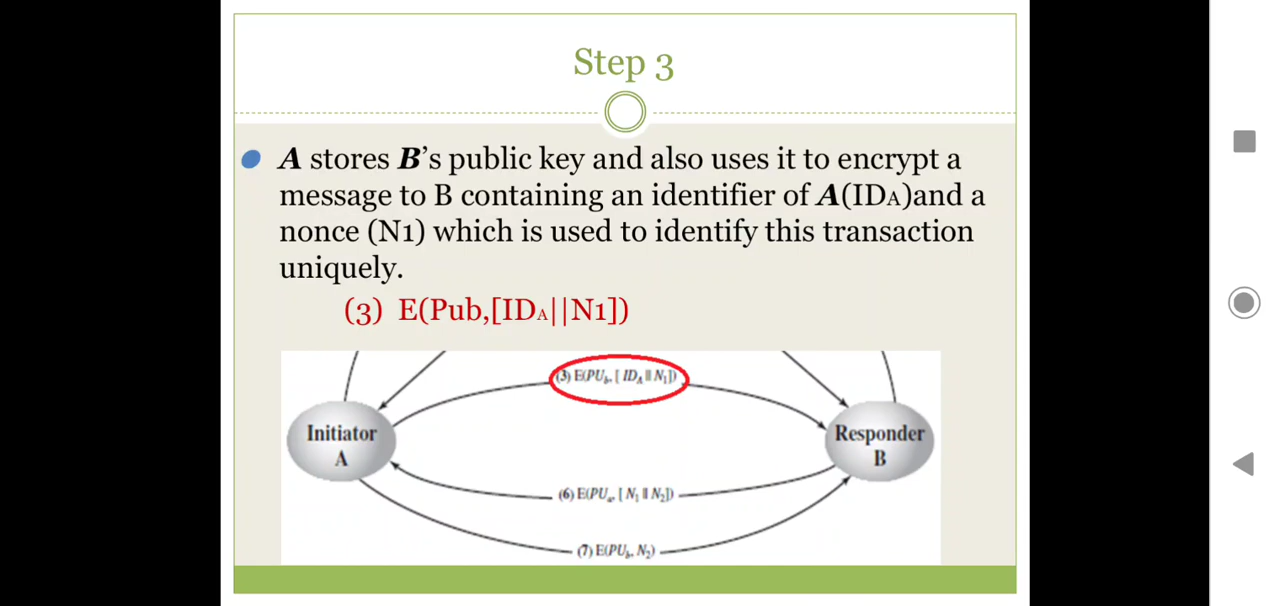 Step 3
A stores B's public key and also uses it to encrypt a
message to B containing an identifier of A(IDA)and a
nonce (N1) which is used to identify this transaction
uniquely.
(3) E(Pub,[IDA||N1])
(3) E(PUb, [ IDA || N1])
Initiator
A
Responder
B
(6) E(PUa, [ N1 || N2])
(7) E(PUb, N2)